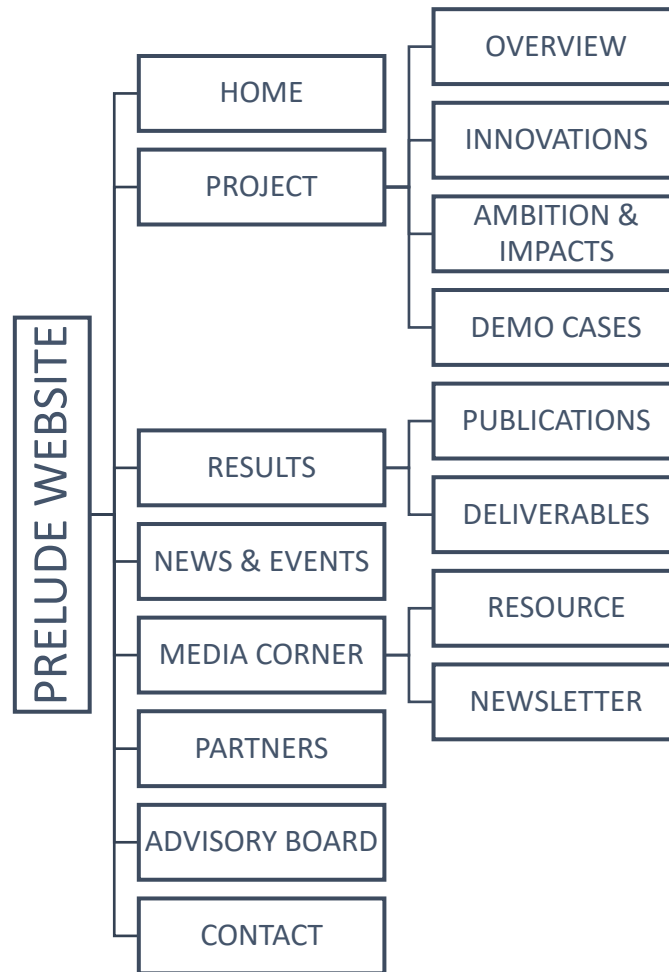 PRELUDE WEBSITE
HOME
PROJECT
OVERVIEW
INNOVATIONS
AMBITION &
IMPACTS
DEMO CASES
RESULTS
PUBLICATIONS
DELIVERABLES
NEWS & EVENTS
MEDIA CORNER
RESOURCE
NEWSLETTER
PARTNERS
ADVISORY BOARD
CONTACT